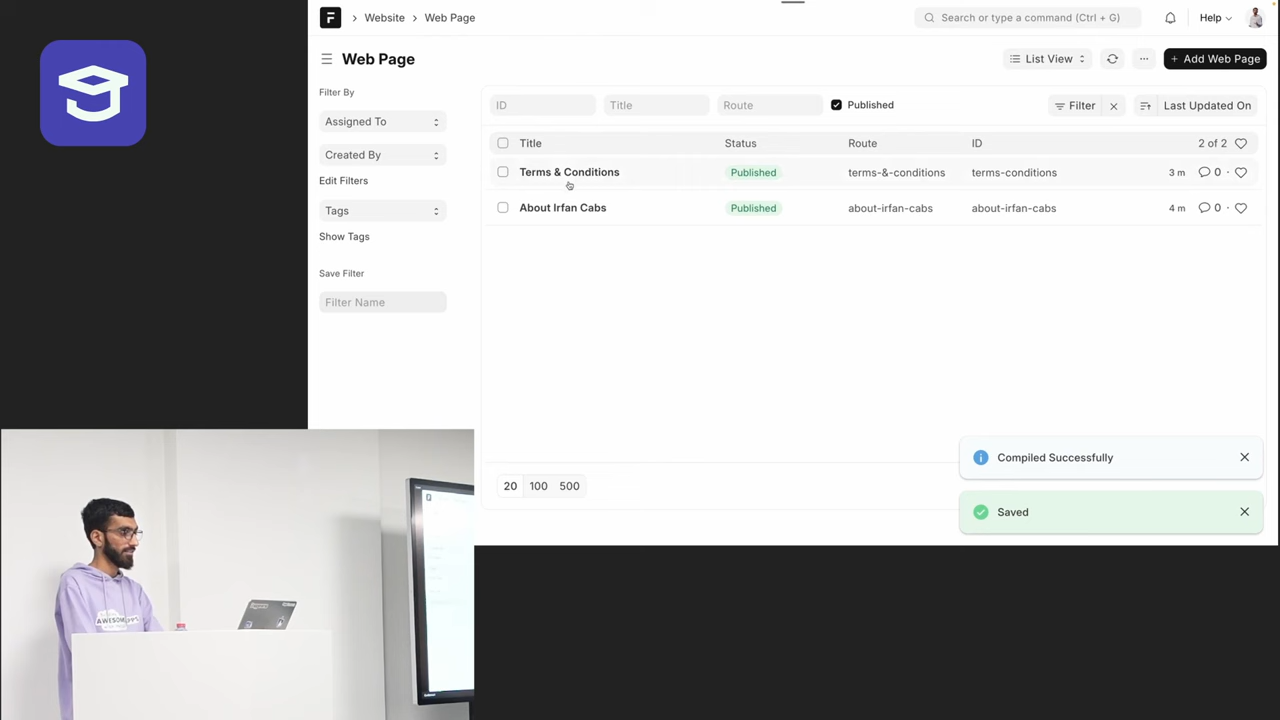 Website
Web Page
Search or type a command (Ctrl + G)
Help
Web Page
List View
+ Add Web Page
Filter By
Assigned To
Created By
Edit Filters
Tags
Show Tags
Save Filter
Filter Name
ID
Title
Route
Published
Filter
Last Updated On
Title
Status
Route
ID
2 of 2
Terms & Conditions
Published
terms-&-conditions
terms-conditions
3 m
0
About Irfan Cabs
Published
about-irfan-cabs
about-irfan-cabs
4 m
0
20
100
500
Compiled Successfully
Saved
AWESOM